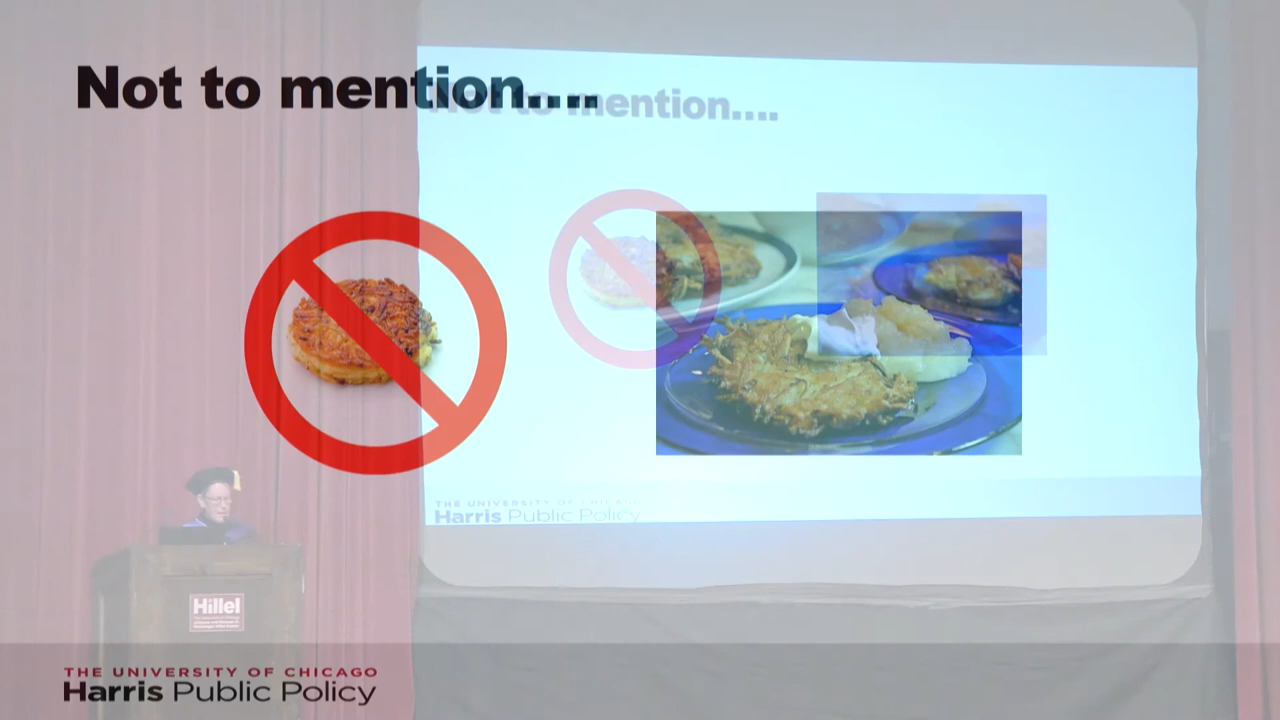 Not to mention....
Not to mention....
THE UNIVERSITY OF CHICAGO
Harris Public Policy
Hillel
THE UNIVERSITY OF CHICAGO
Harris Public Policy